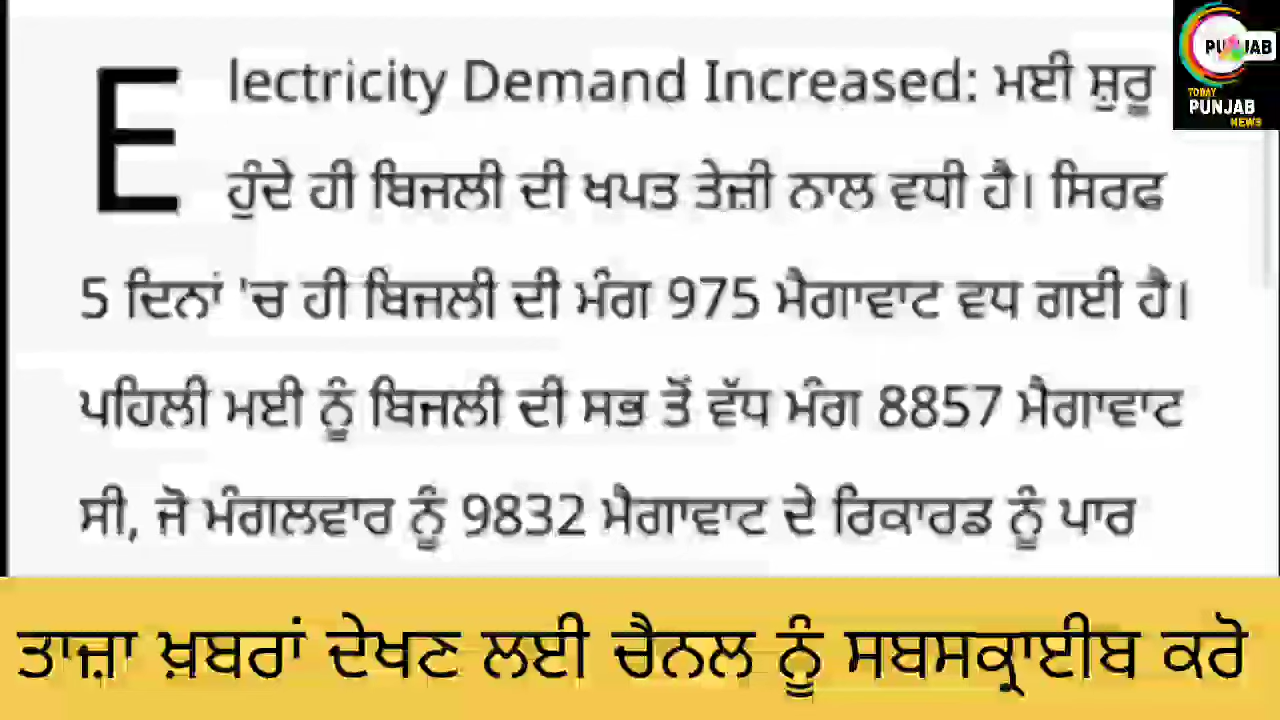 Electricity Demand Increased: ਮਈ ਸ਼ੁਰੂ
ਹੁੰਦੇ ਹੀ ਬਿਜਲੀ ਦੀ ਖਪਤ ਤੇਜ਼ੀ ਨਾਲ ਵਧੀ ਹੈ। ਸਿਰਫ
5 ਦਿਨਾਂ 'ਚ ਹੀ ਬਿਜਲੀ ਦੀ ਮੰਗ 975 ਮੈਗਾਵਾਟ ਵਧ ਗਈ ਹੈ।
ਪਹਿਲੀ ਮਈ ਨੂੰ ਬਿਜਲੀ ਦੀ ਸਭ ਤੋਂ ਵੱਧ ਮੰਗ 8857 ਮੈਗਾਵਾਟ
ਸੀ, ਜੋ ਮੰਗਲਵਾਰ ਨੂੰ 9832 ਮੈਗਾਵਾਟ ਦੇ ਰਿਕਾਰਡ ਨੂੰ ਪਾਰ
PUNJAB
TODAY
PUNJAB
NEWS
ਤਾਜ਼ਾ ਖ਼ਬਰਾਂ ਦੇਖਣ ਲਈ ਚੈਨਲ ਨੂੰ ਸਬਸਕ੍ਰਾਈਬ ਕਰੋ